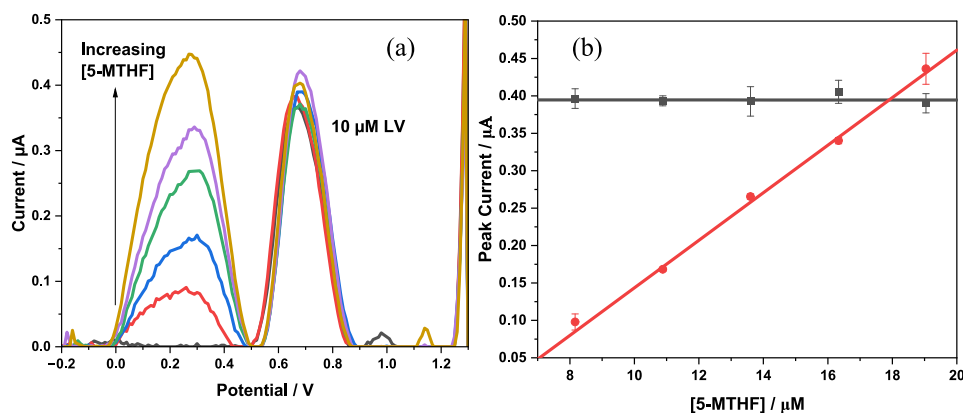 (a)
Increasing
[5-MTHF]
10 µM LV
Current / µA
0.5
0.4
0.3
0.2
0.1
0.0
−0.2 0.0 0.2 0.4 0.6 0.8 1.0 1.2
Potential / V
(b)
Peak Current / µA
0.50
0.45
0.40
0.35
0.30
0.25
0.20
0.15
0.10
0.05
8 10 12 14 16 18 20
[5-MTHF] / µM